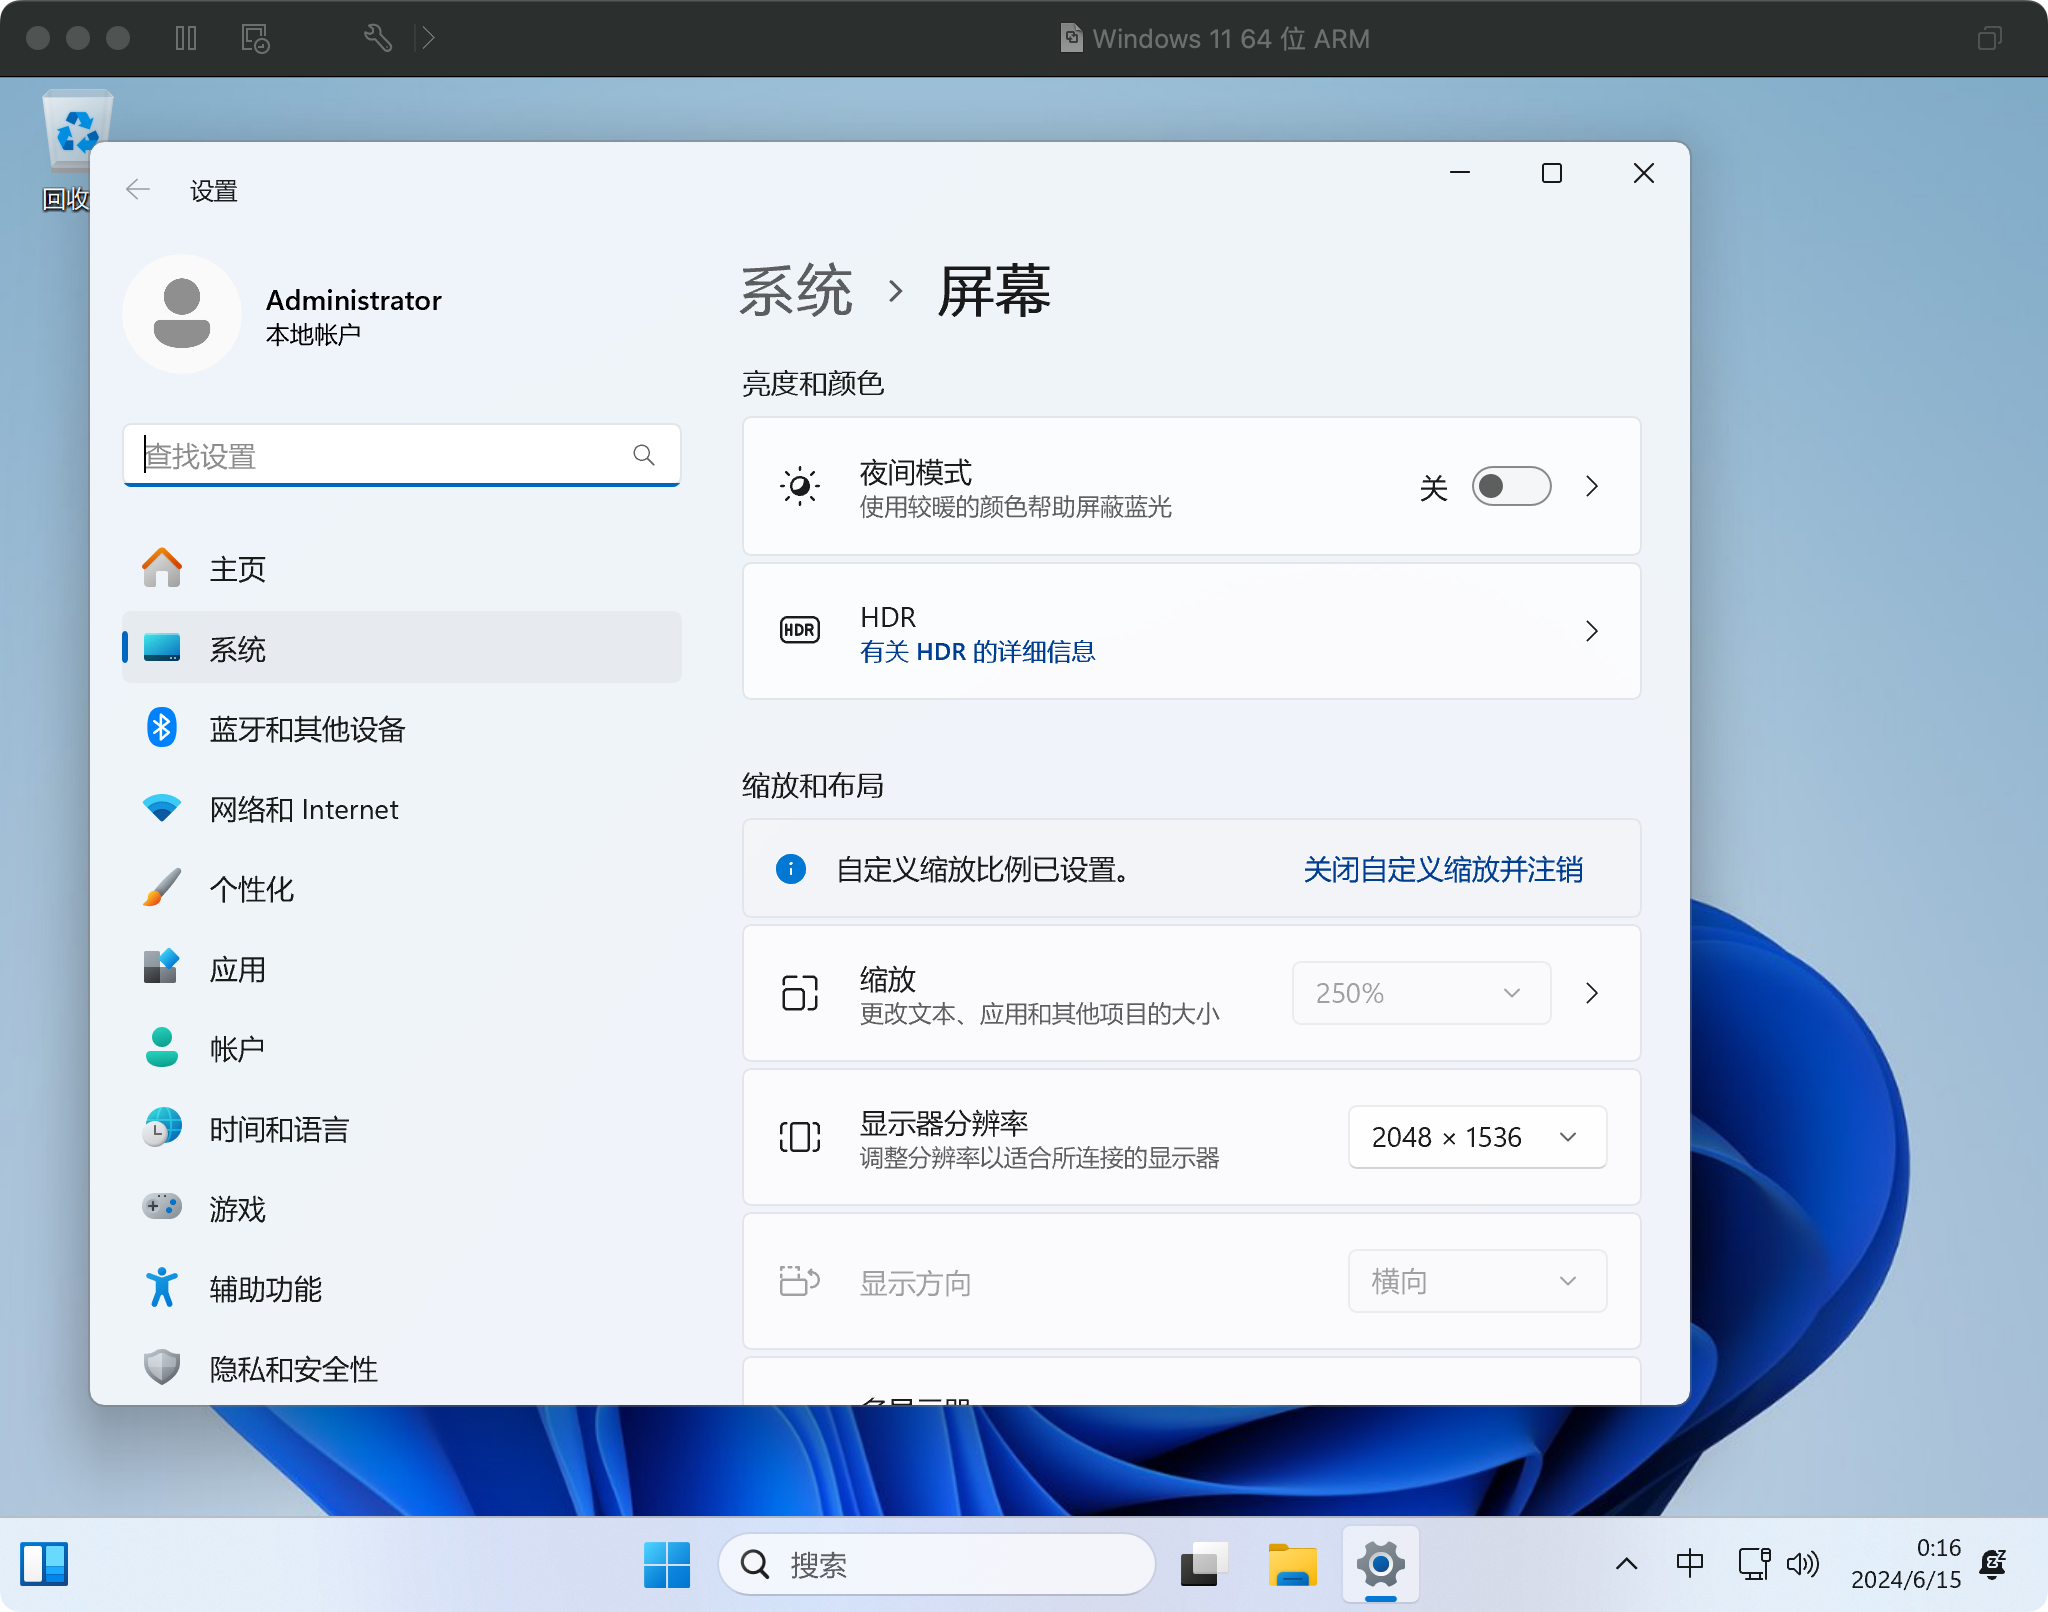 Windows 11 64 位 ARM
回收
设置
Administrator
本地帐户
查找设置
主页
系统
蓝牙和其他设备
网络和 Internet
个性化
应用
帐户
时间和语言
游戏
辅助功能
隐私和安全性
系统 › 屏幕
亮度和颜色
夜间模式
使用较暖的颜色帮助屏蔽蓝光
关
HDR
HDR
有关 HDR 的详细信息
缩放和布局
自定义缩放比例已设置。
关闭自定义缩放并注销
缩放
更改文本、应用和其他项目的大小
250%
显示器分辨率
调整分辨率以适合所连接的显示器
2048 × 1536
显示方向
横向
多显示器
搜索
中
0:16
2024/6/15